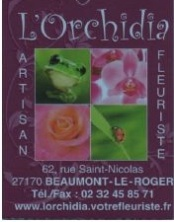 L'Orchidia
ARTISAN
FLEURISTE
62, rue Saint-Nicolas
27170 BEAUMONT-LE-ROGER
Tél./Fax : 02 32 45 85 71
www.lorchidia.votrefleuriste.fr